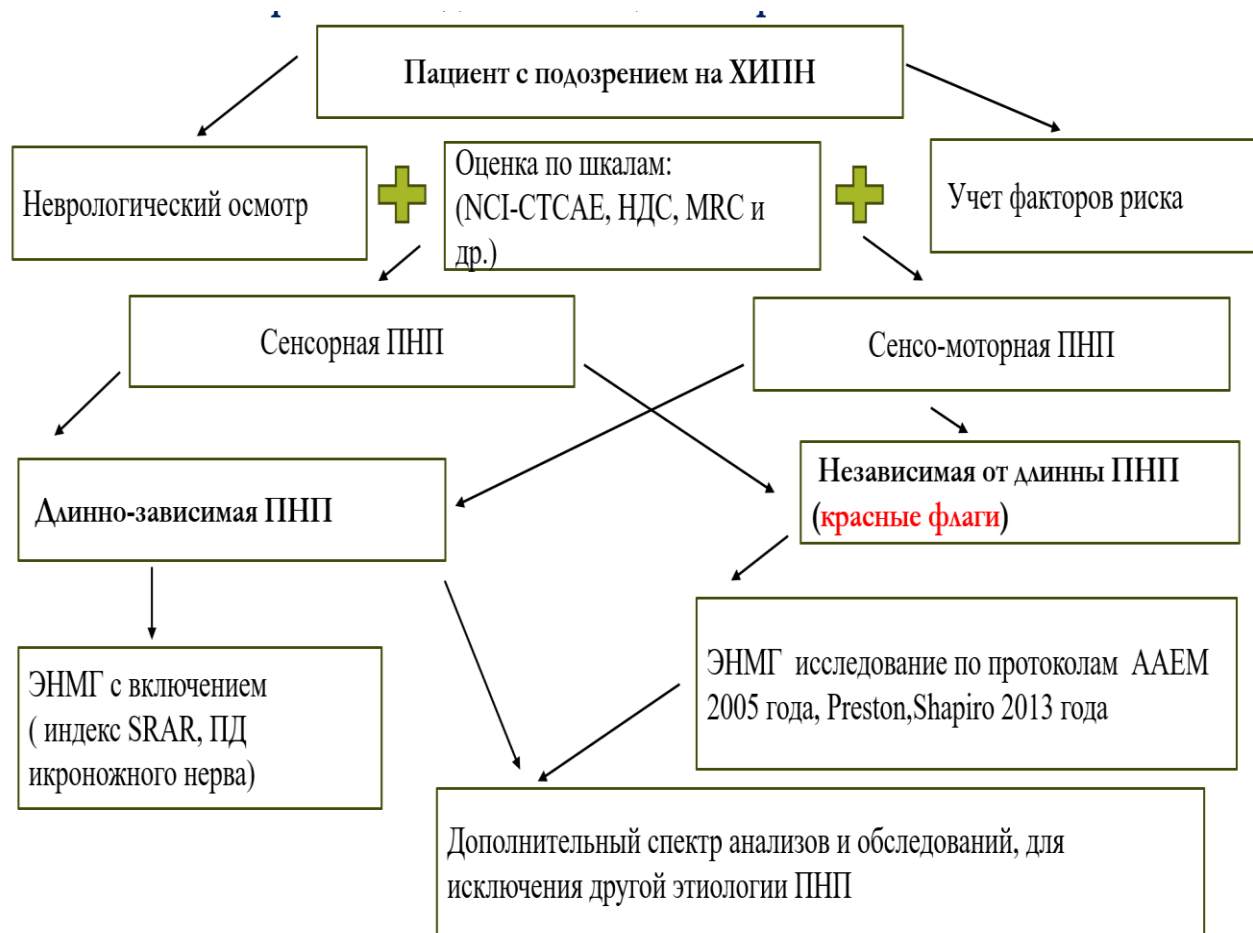 Пациент с подозрением на ХИПН
Неврологический осмотр
Оценка по шкалам:
(NCI-CTCAE, НДС, MRC и
др.)
Учет факторов риска
Сенсорная ПНП
Сенсо-моторная ПНП
Длинно-зависимая ПНП
Независимая от длинны ПНП
(красные флаги)
ЭНМГ с включением
( индекс SRAR, ПД
икроножного нерва)
ЭНМГ исследование по протоколам ААЕМ
2005 года, Preston,Shapiro 2013 года
Дополнительный спектр анализов и обследований, для
исключения другой этиологии ПНП